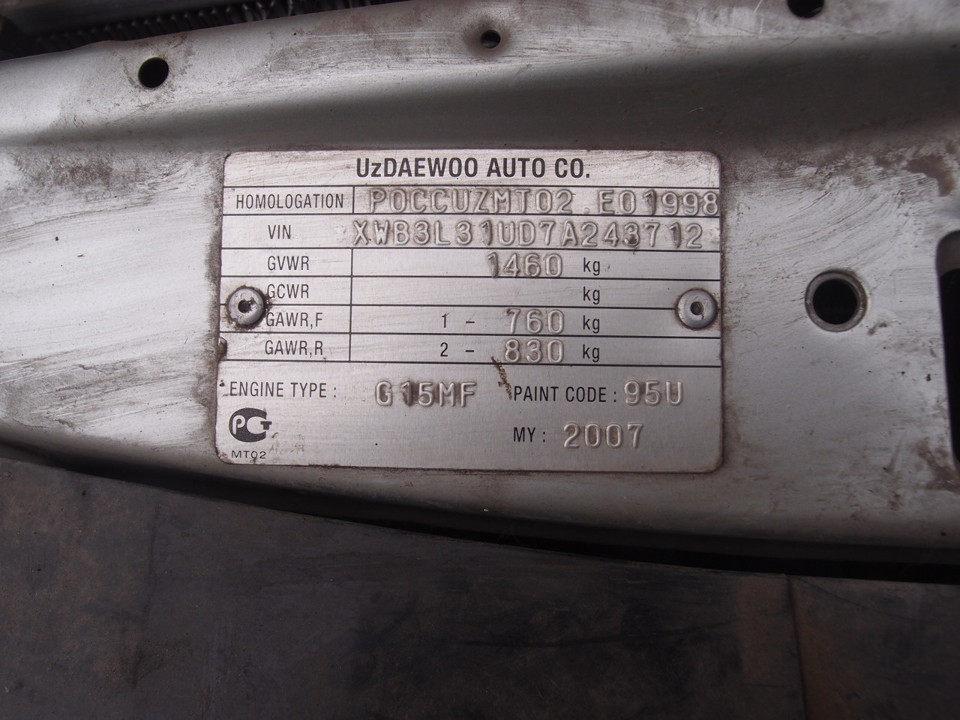 UzDAEWOO AUTO CO.
HOMOLOGATION POCCUZMT02 E01998
VIN XWB3L31UD7A243712
GVWR 1460 kg
GCWR kg
GAWR,F 1 - 760 kg
GAWR,R 2 - 830 kg
ENGINE TYPE : G15MF PAINT CODE : 95U
РСТ
MT02
MY : 2007